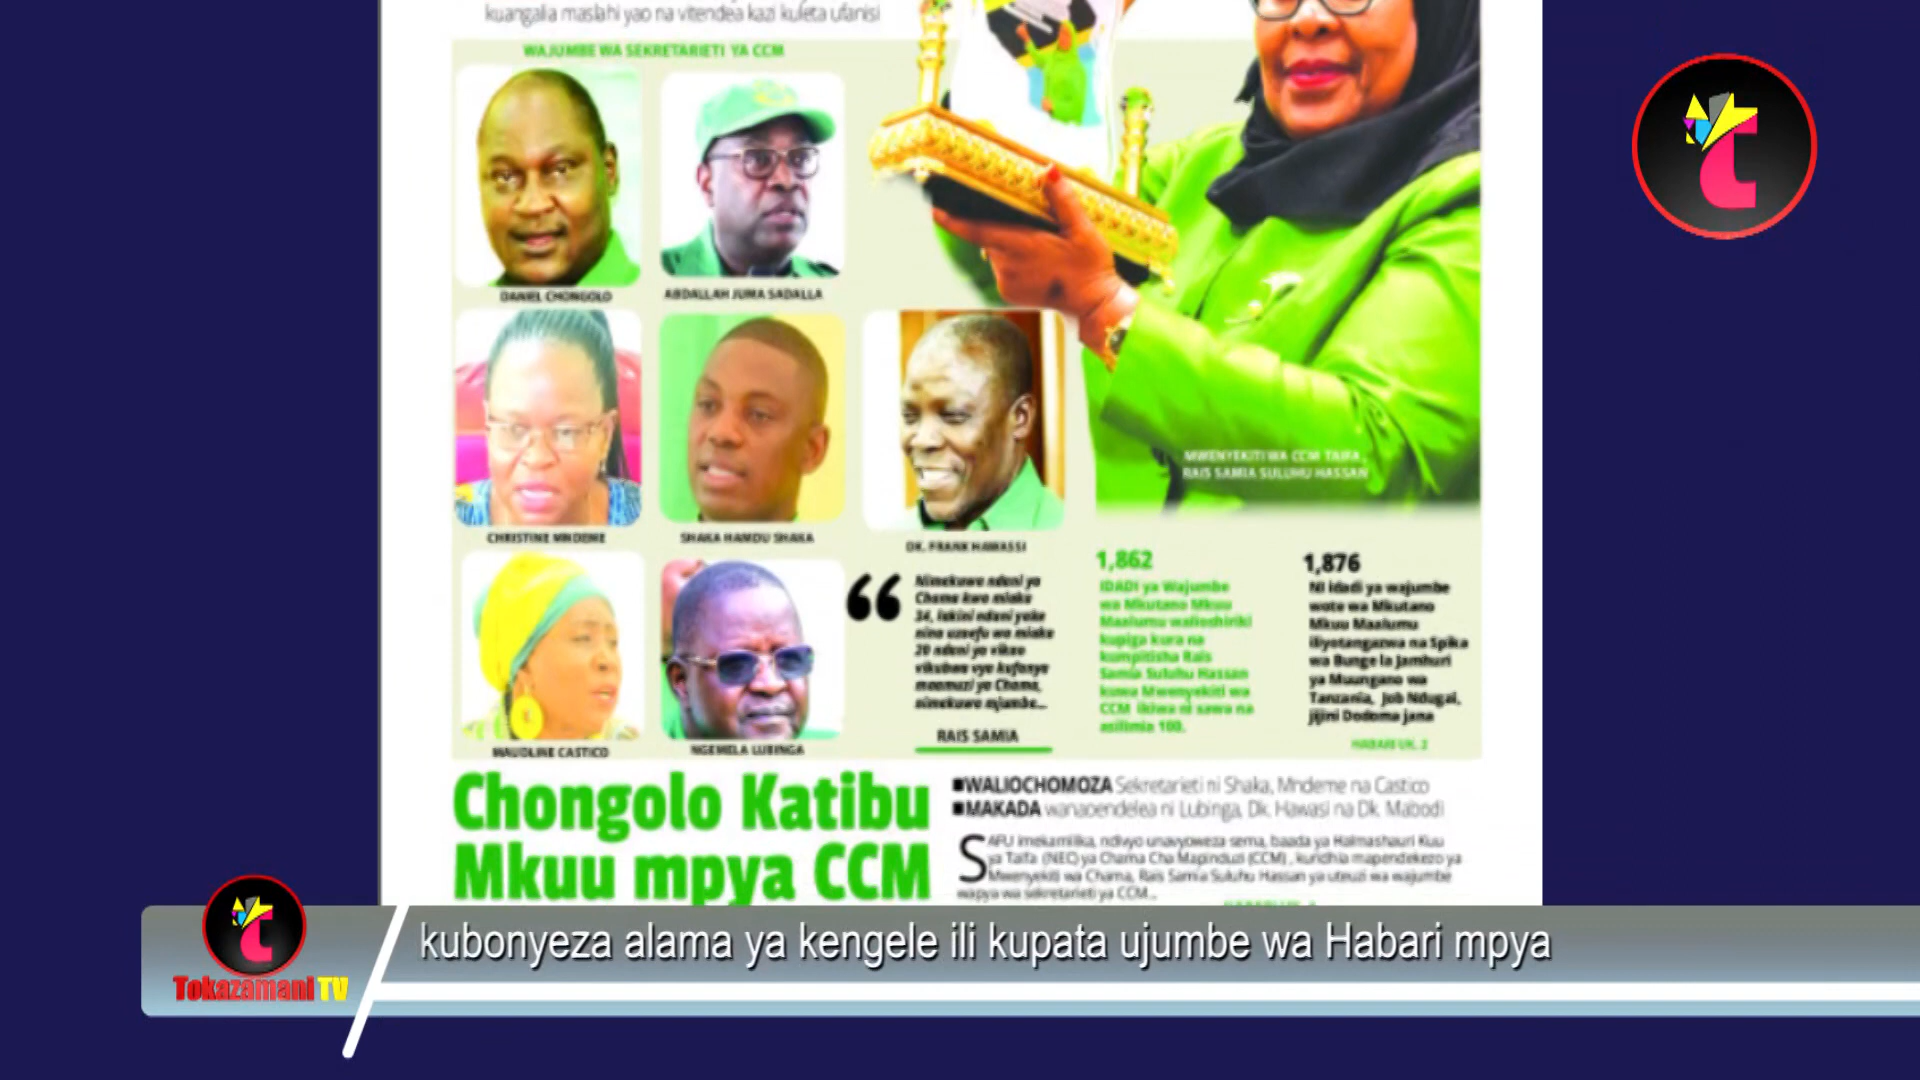 kuangalia maslahi yao na vitendea kazi kuleta ufanisi
WAJUMBE WA SEKRETARIETI YA CCM
DANIEL CHONGOLO
ABDALLAH JUMA SADALLA
CHRISTINE MNDEME
SHAKA HAMDU SHAKA
DK. FRANK HAWASSI
MWENYEKITI WA CCM TAIFA,
RAIS SAMIA SULUHU HASSAN
MAUDLINE CASTICO
NGEMELA LUBINGA
“
Nimekuwa ndani ya
Chama kwa miaka
34, lakini ndani yake
nina uzoefu wa miaka
20 ndani ya vikao
vikubwa vya kufanya
maamuzi ya Chama,
nimekuwa mjumbe...
RAIS SAMIA
1,862
IDADI ya Wajumbe
wa Mkutano Mkuu
Maalumu walioshiriki
kupiga kura na
kumpitisha Rais
Samia Suluhu Hassan
kuwa Mwenyekiti wa
CCM ikiwa ni sawa na
asilimia 100.
1,876
NI idadi ya wajumbe
wote wa Mkutano
Mkuu Maalumu
iliyotangazwa na Spika
wa Bunge la Jamhuri
ya Muungano wa
Tanzania, Job Ndugai,
jijini Dodoma jana
HABARI UK. 2
Chongolo Katibu
Mkuu mpya CCM
■WALIOCHOMOZA Sekretarieti ni Shaka, Mndeme na Castico
■MAKADA wanaoendelea ni Lubinga, Dk. Hawasi na Dk. Mabodi
SAFU imekamilika, ndivyo unavyoweza sema, baada ya Halmashauri Kuu
ya Taifa (NEC) ya Chama Cha Mapinduzi (CCM), kuridhia mapendekezo ya
Mwenyekiti wa Chama, Rais Samia Suluhu Hassan ya uteuzi wa wajumbe
wapya wa sekretarieti ya CCM...
kubonyeza alama ya kengele ili kupata ujumbe wa Habari mpya
Tokazamani TV